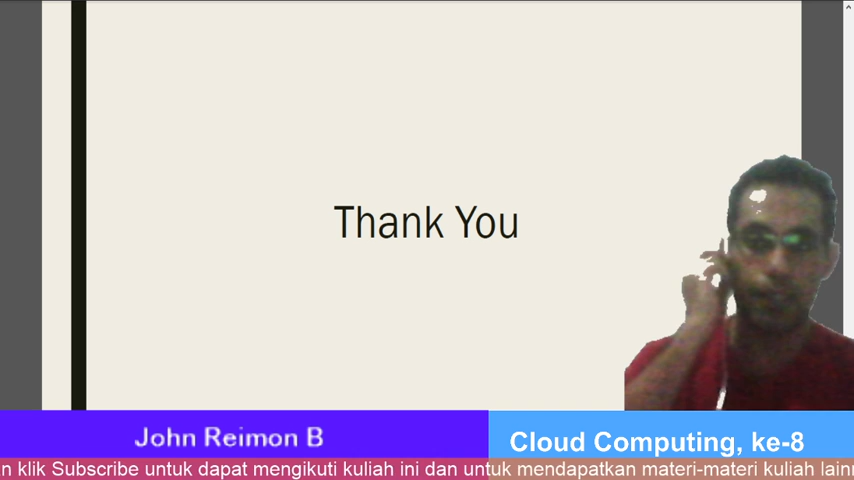 Thank You
John Reimon B
Cloud Computing, ke-8
klik Subscribe untuk dapat mengikuti kuliah ini dan untuk mendapatkan materi-materi kuliah